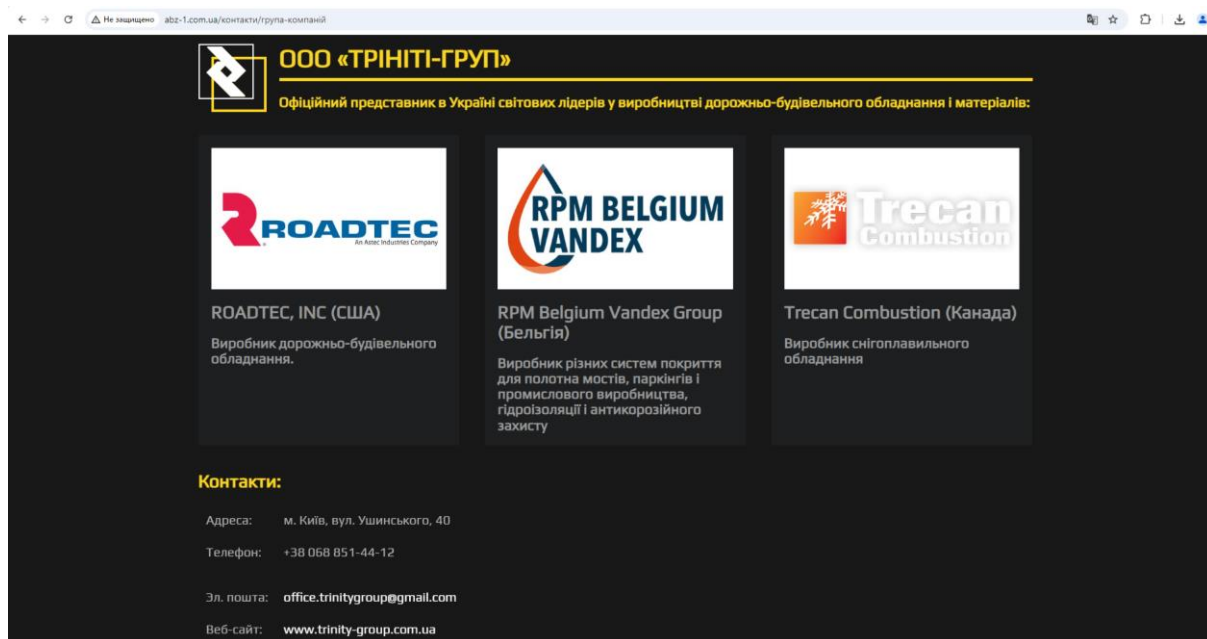 Не защищено
abz-1.com.ua/контакти/група-компаній
ООО «ТРІНІТІ-ГРУП»
Офіційний представник в Україні світових лідерів у виробництві дорожньо-будівельного обладнання і матеріалів:
ROADTEC
An Astec Industries Company
RPM BELGIUM
VANDEX
Trecan
Combustion
ROADTEC, INC (США)
Виробник дорожньо-будівельного
обладнання.
RPM Belgium Vandex Group
(Бельгія)
Виробник різних систем покриття
для полотна мостів, паркінгів і
промислового виробництва,
гідроізоляції і антикорозійного
захисту
Trecan Combustion (Канада)
Виробник снігоплавильного
обладнання
Контакти:
Адреса: м. Київ, вул. Ушинського, 40
Телефон: +38 068 851-44-12
Эл. пошта: office.trinitygroup@gmail.com
Веб-сайт: www.trinity-group.com.ua